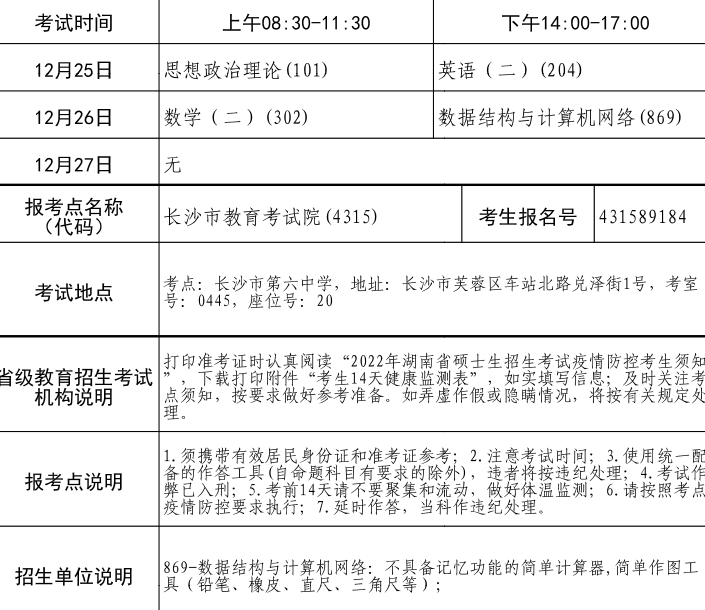 考试时间 上午08:30-11:30 下午14:00-17:00
12月25日 思想政治理论(101) 英语（二）(204)
12月26日 数学（二）(302) 数据结构与计算机网络(869)
12月27日 无
报考点名称
（代码） 长沙市教育考试院(4315) 考生报名号 431589184
考试地点
考点：长沙市第六中学，地址：长沙市芙蓉区车站北路兑泽街1号，考室
号：0445，座位号：20
省级教育招生考试
机构说明
打印准考证时认真阅读“2022年湖南省硕士生招生考试疫情防控考生须知
”，下载打印附件“考生14天健康监测表”，如实填写信息；及时关注考
点须知，按要求做好参考准备。如弄虚作假或隐瞒情况，将按有关规定处
理。
报考点说明
1.须携带有效居民身份证和准考证参考；2.注意考试时间；3.使用统一配
备的作答工具(自命题科目有要求的除外)，违者将按违纪处理；4.考试作
弊已入刑；5.考前14天请不要聚集和流动，做好体温监测；6.请按照考点
疫情防控要求执行；7.延时作答，当科作违纪处理。
招生单位说明
869-数据结构与计算机网络：不具备记忆功能的简单计算器,简单作图工
具（铅笔、橡皮、直尺、三角尺等）；